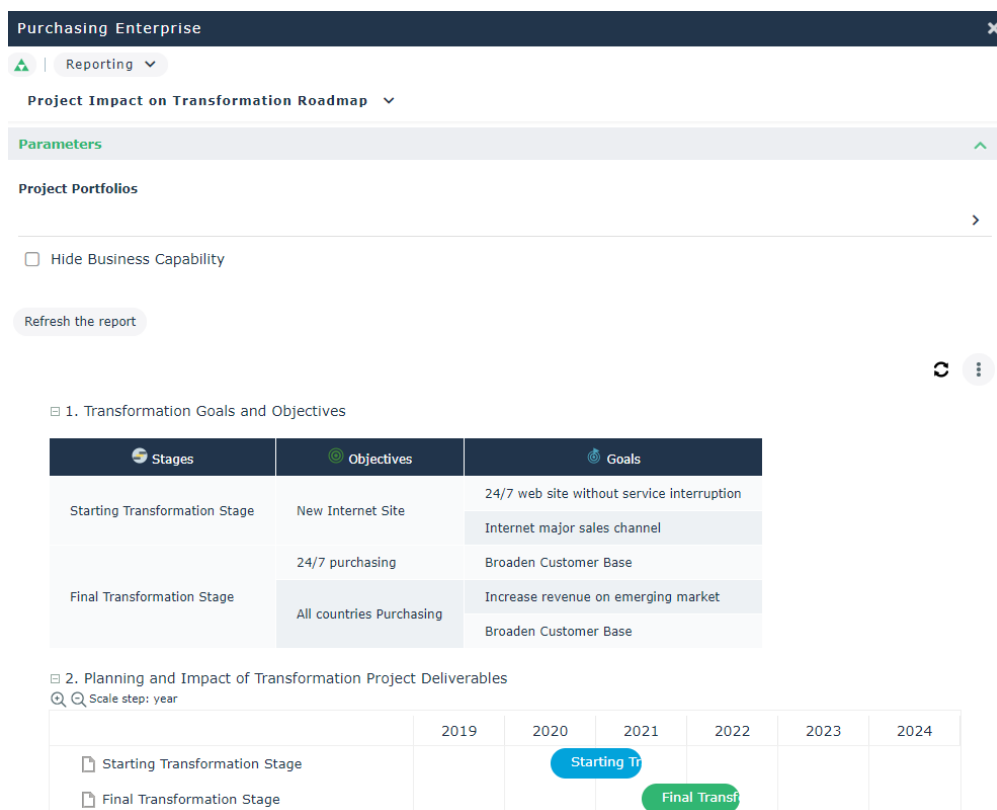 Purchasing Enterprise
Reporting
Project Impact on Transformation Roadmap
Parameters
Project Portfolios
Hide Business Capability
Refresh the report
1. Transformation Goals and Objectives
Stages Objectives Goals
24/7 web site without service interruption
Starting Transformation Stage New Internet Site
Internet major sales channel
24/7 purchasing Broaden Customer Base
Final Transformation Stage Increase revenue on emerging market
All countries Purchasing
Broaden Customer Base
2. Planning and Impact of Transformation Project Deliverables
Scale step: year
2019 2020 2021 2022 2023 2024
Starting Transformation Stage Starting Tr
Final Transformation Stage Final Transf